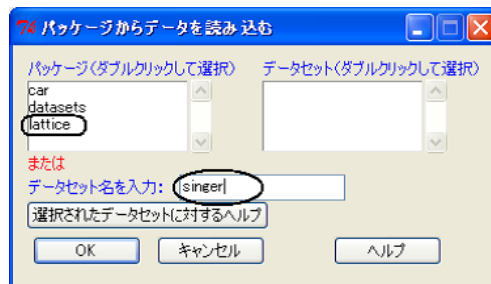 パッケージからデータを読み込む
パッケージ(ダブルクリックして選択) データセット(ダブルクリックして選択)
car
datasets
lattice
または
データセット名を入力: singer
選択されたデータセットに対するヘルプ
OK キャンセル ヘルプ